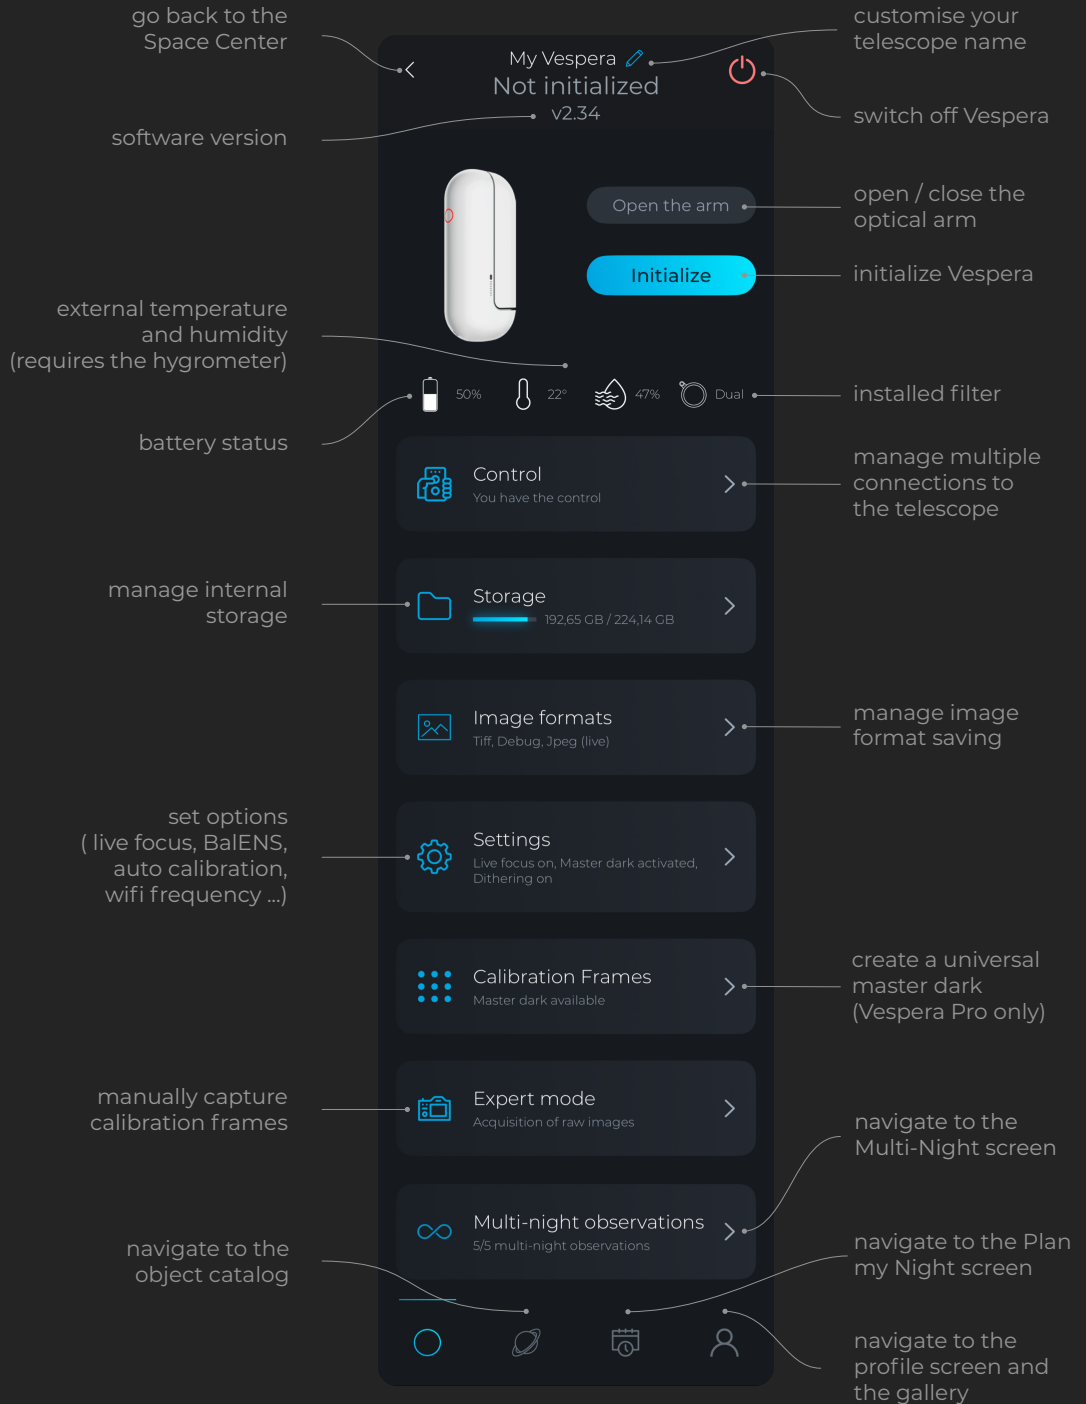 go back to the
Space Center
customise your
telescope name
My Vespera
Not initialized
v2.34
switch off Vespera
software version
open / close the
optical arm
Open the arm
initialize Vespera
Initialize
external temperature
and humidity
(requires the hygrometer)
50%
22°
47%
Dual
installed filter
battery status
manage multiple
connections to
the telescope
Control
You have the control
manage internal
storage
Storage
192,65 GB / 224,14 GB
Image formats
Tiff, Debug, Jpeg (live)
manage image
format saving
set options
( live focus, BalENS,
auto calibration,
wifi frequency ...)
Settings
Live focus on, Master dark activated,
Dithering on
Calibration Frames
Master dark available
create a universal
master dark
(Vespera Pro only)
manually capture
calibration frames
Expert mode
Acquisition of raw images
navigate to the
Multi-Night screen
Multi-night observations
5/5 multi-night observations
navigate to the
object catalog
navigate to the Plan
my Night screen
navigate to the
profile screen and
the gallery